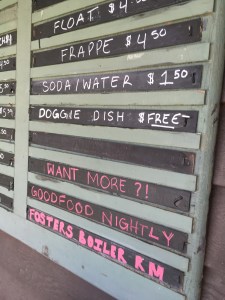 FLOAT $4
FRAPPE $4.50
SODA/WATER $1.50
DOGGIE DISH $FREE-
WANT MORE?!
GOODFOOD NIGHTLY
FOSTERS BOILER RM